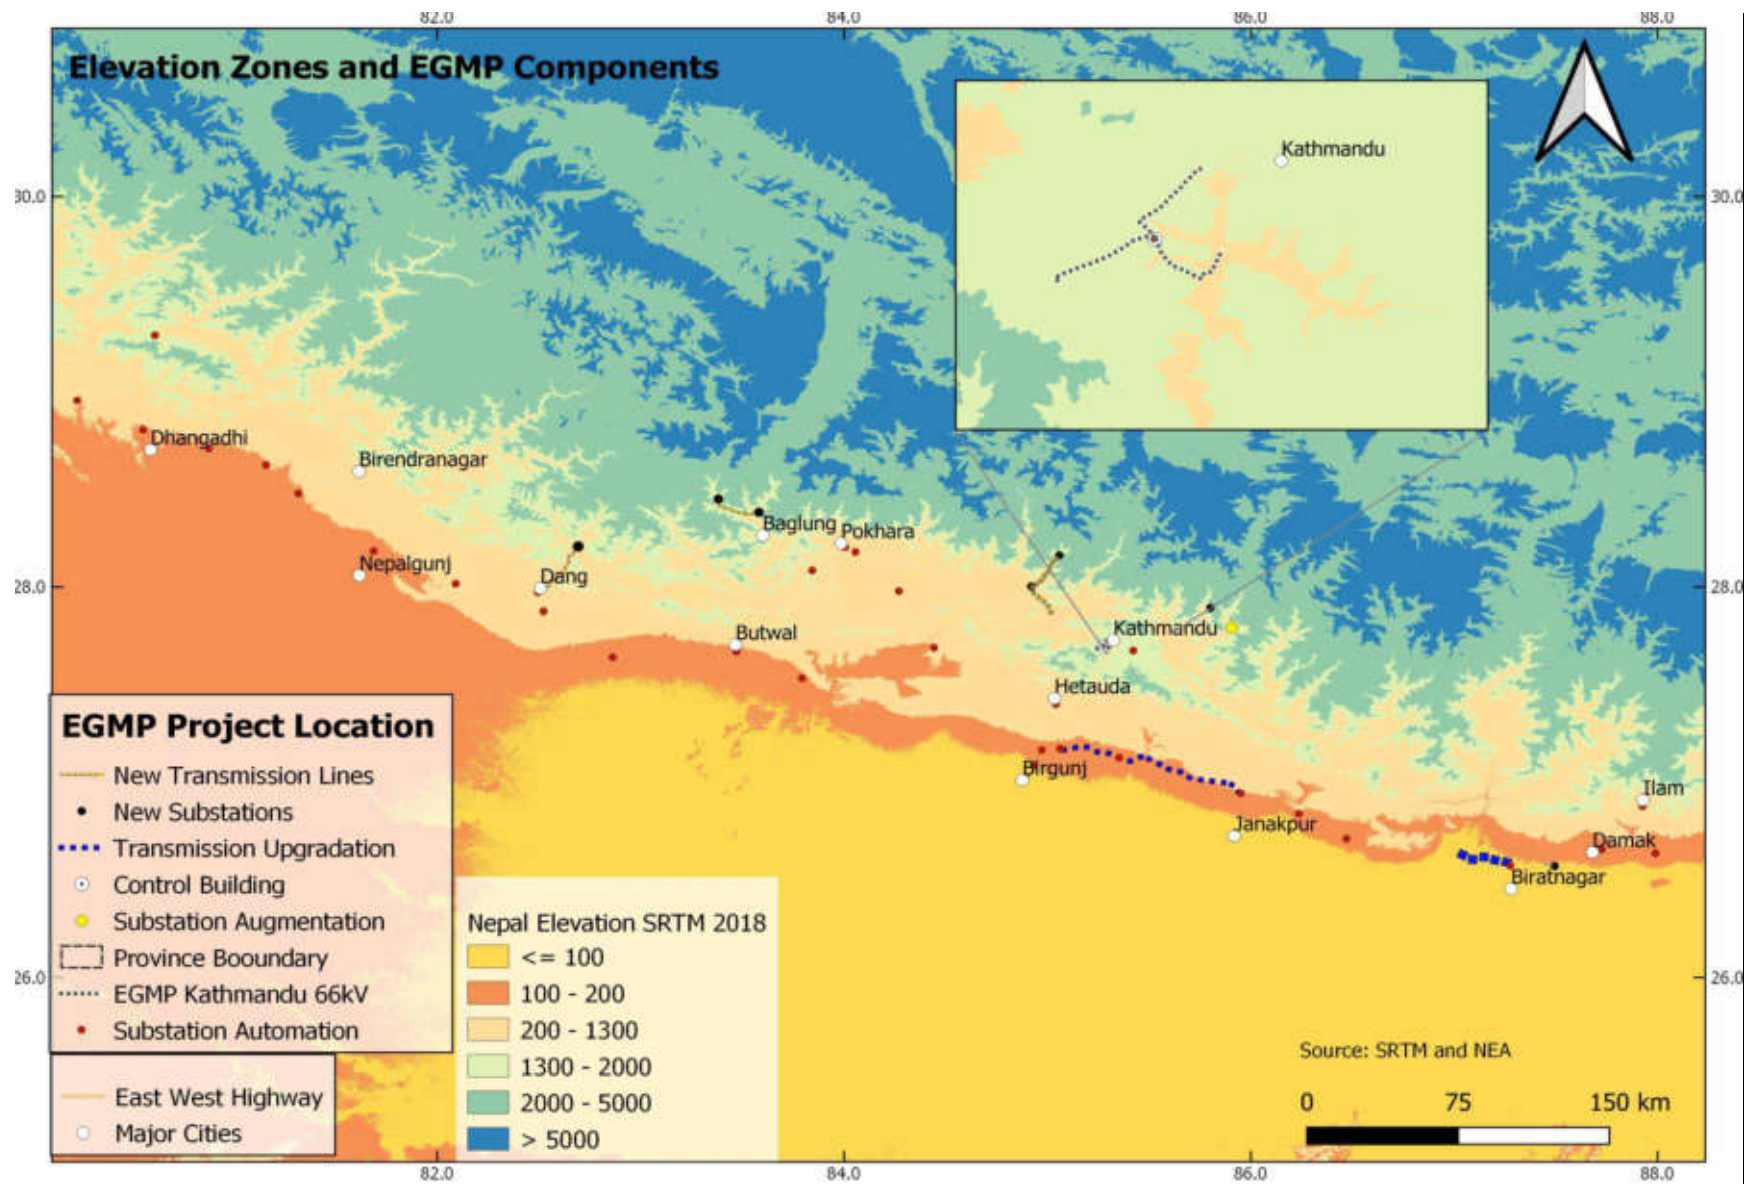 82.0 84.0 86.0 88.0
Elevation Zones and EGMP Components
Kathmandu
30.0 30.0
Dhangadhi
Birendranagar
Baglung
Pokhara
Nepalgunj
Dang
28.0 28.0
Butwal
Kathmandu
Hetauda
Birgunj
Ilam
Janakpur
Damak
Biratnagar
EGMP Project Location
New Transmission Lines
New Substations
Transmission Upgradation
Control Building
Substation Augmentation
Province Booundary
EGMP Kathmandu 66kV
Substation Automation
East West Highway
Major Cities
Nepal Elevation SRTM 2018
<= 100
100 - 200
200 - 1300
1300 - 2000
2000 - 5000
> 5000
26.0 26.0
Source: SRTM and NEA
0 75 150 km
82.0 84.0 86.0 88.0